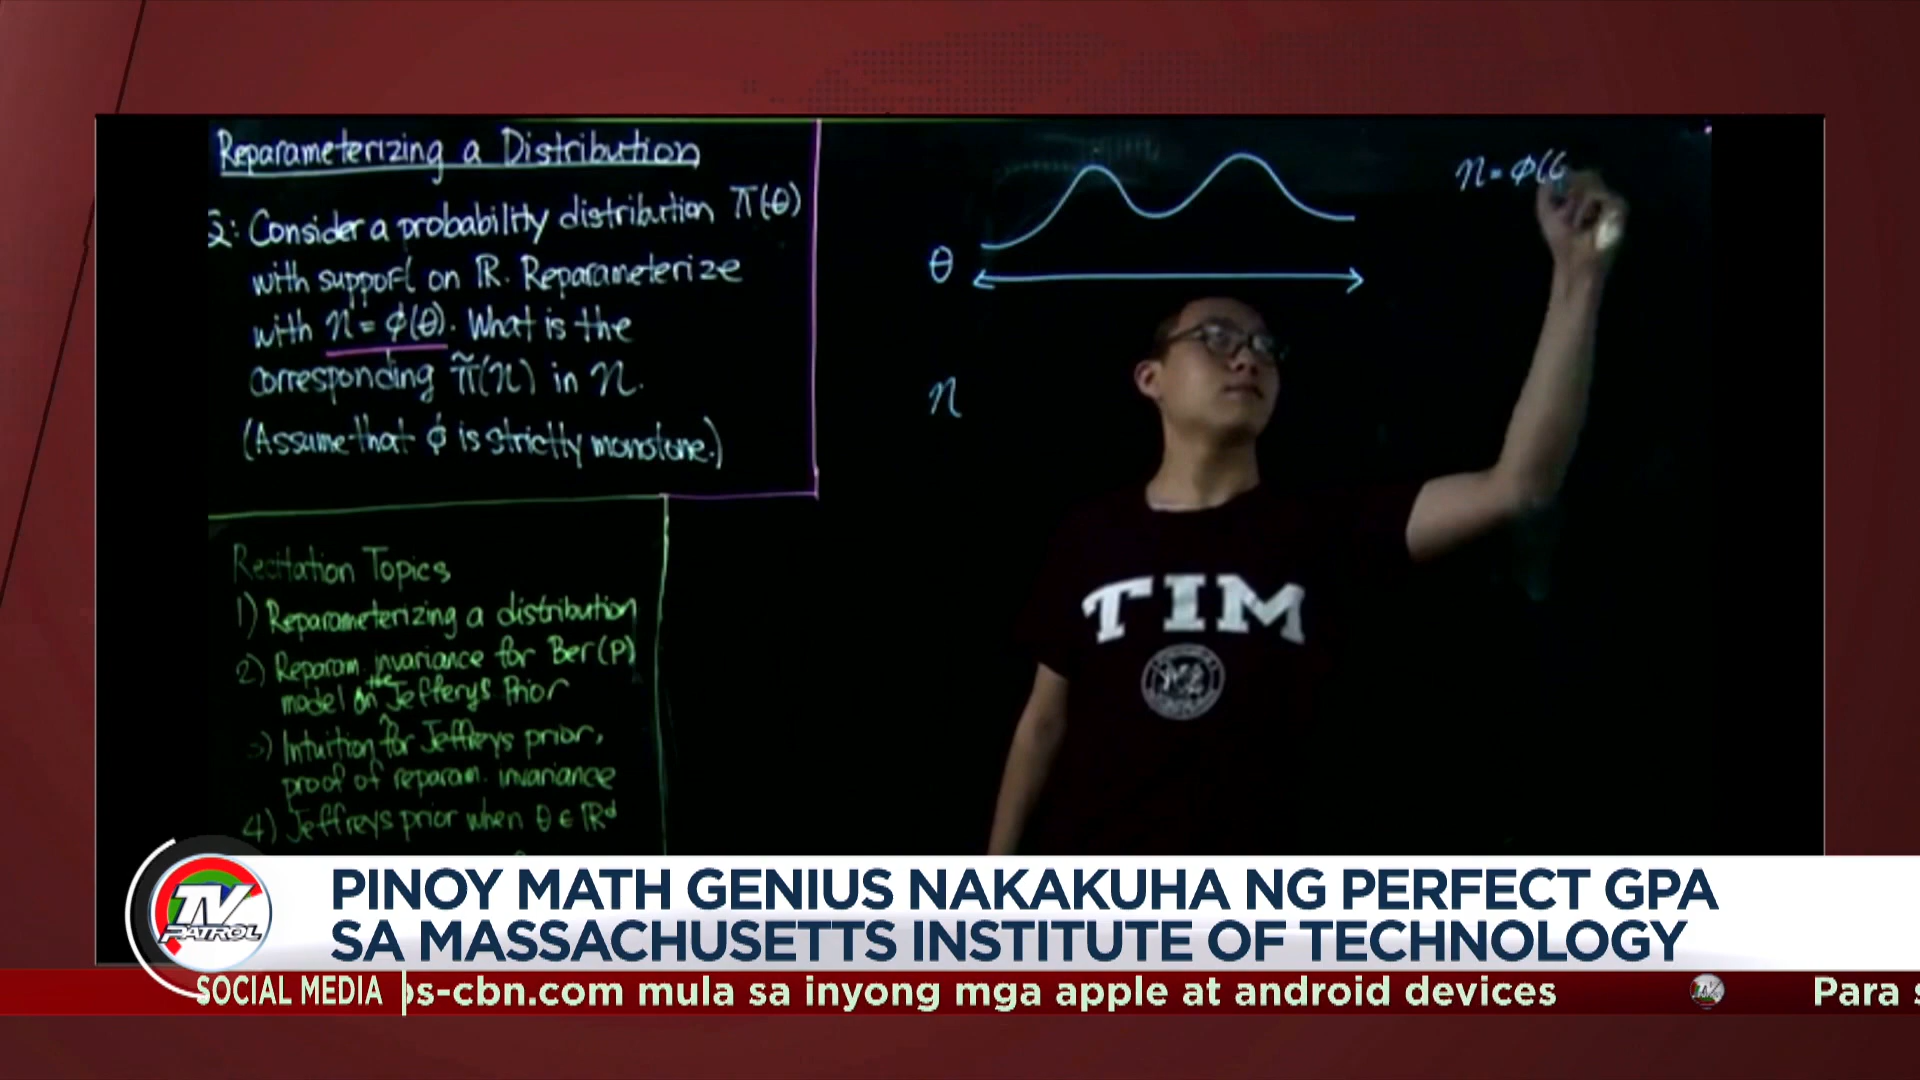 Reparameterizing a Distribution
2: Consider a probability distribution π(θ)
with support on ℝ. Reparameterize
with η = ϕ(θ). What is the
corresponding π̃(η) in η.
(Assume that ϕ is strictly monotone.)
θ
η
η = ϕ(
TIM
Recitation Topics
1) Reparameterizing a distribution
2) Reparam. invariance for Ber(P)
model on the Jefferys Prior
3) Intuition for Jeffreys prior,
proof of reparam. invariance
4) Jeffreys prior when θ ∈ ℝᵈ
TV PATROL
PINOY MATH GENIUS NAKAKUHA NG PERFECT GPA
SA MASSACHUSETTS INSTITUTE OF TECHNOLOGY
SOCIAL MEDIA
s-cbn.com mula sa inyong mga apple at android devices
Para s